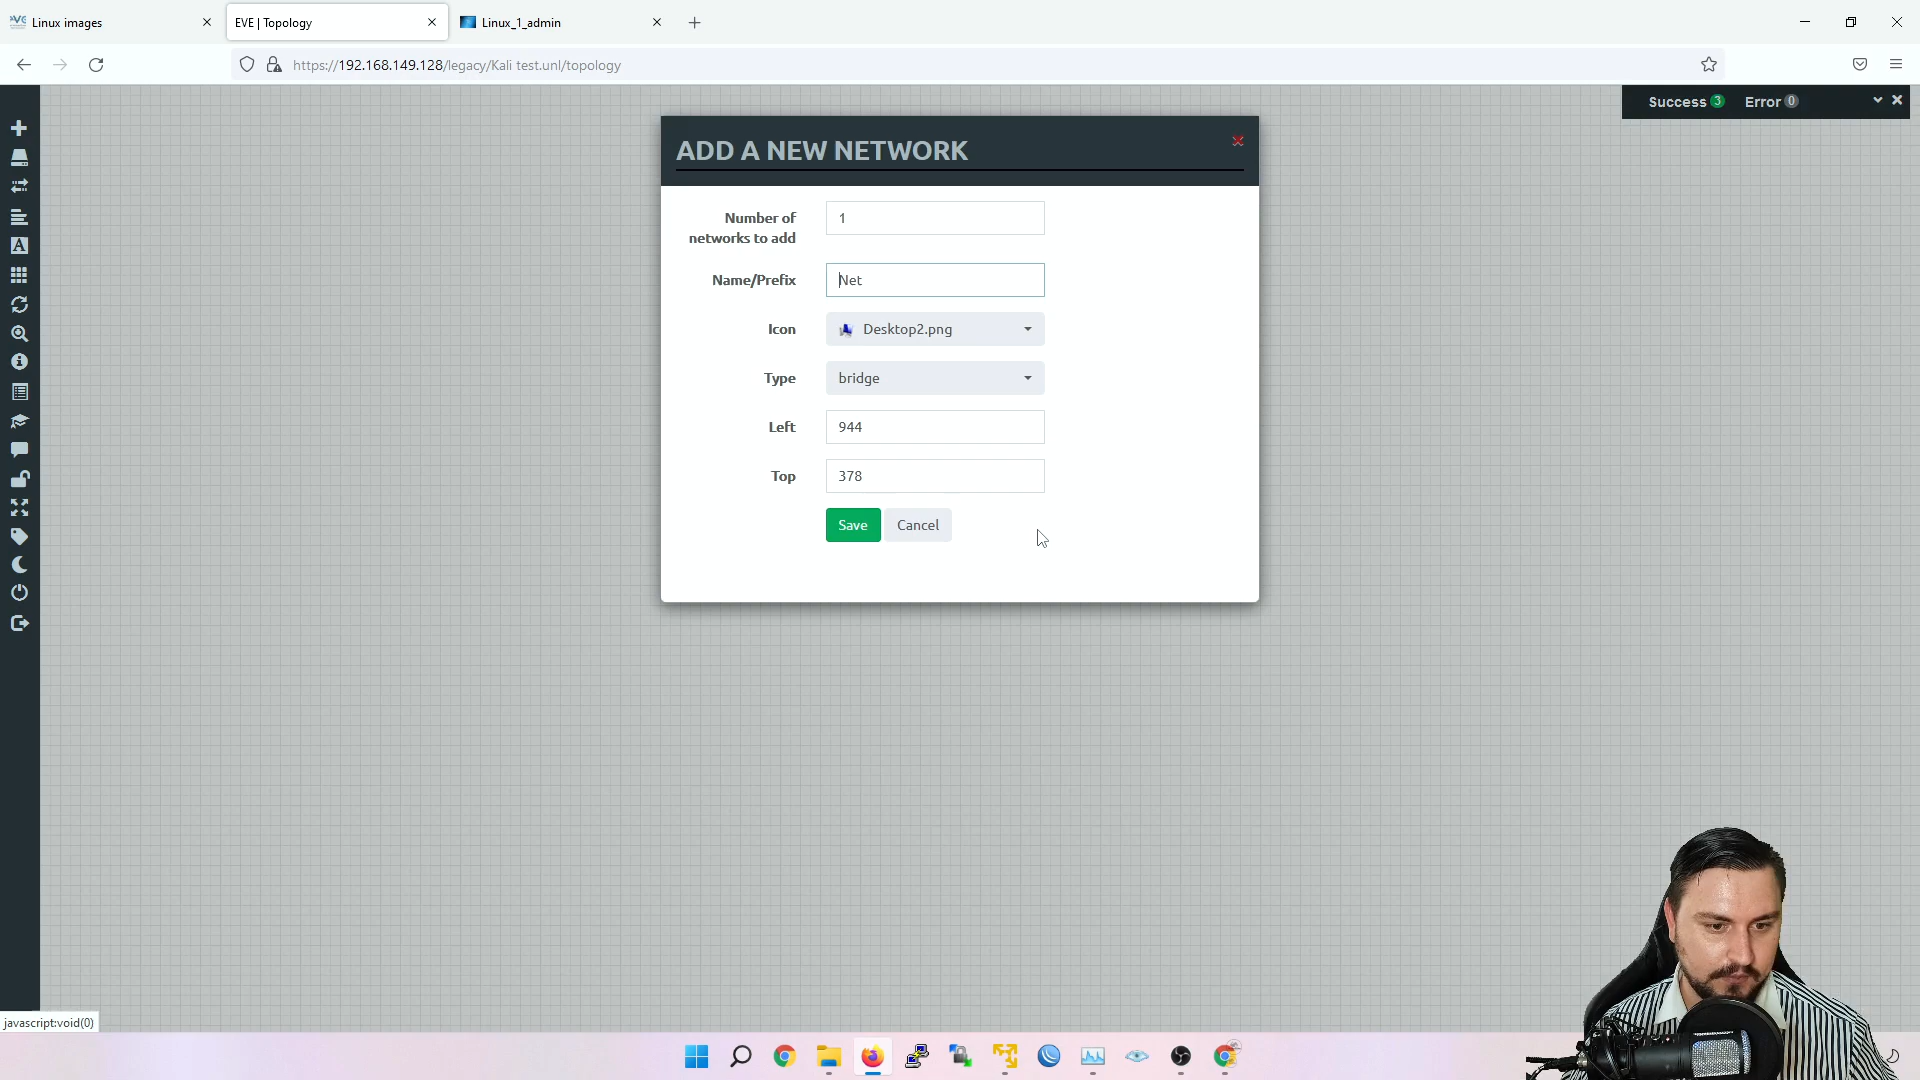 Linux images
EVE | Topology
Linux_1_admin
https://192.168.149.128/legacy/Kali test.unl/topology
Success 3 Error 0
ADD A NEW NETWORK
Number of
networks to add
1
Name/Prefix
Net
Icon
Desktop2.png
Type
bridge
Left
944
Top
378
Save
Cancel
javascript:void(0)